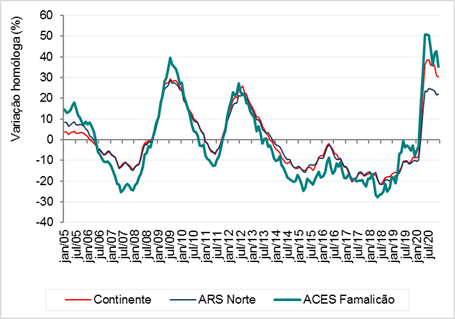 Variação homóloga (%)
60
50
40
30
20
10
0
-10
-20
-30
-40
jan/05
jul/05
jan/06
jul/06
jan/07
jul/07
jan/08
jul/08
jan/09
jul/09
jan/10
jul/10
jan/11
jul/11
jan/12
jul/12
jan/13
jul/13
jan/14
jul/14
jan/15
jul/15
jan/16
jul/16
jan/17
jul/17
jan/18
jul/18
jan/19
jul/19
jan/20
jul/20
Continente ARS Norte ACES Famalicão